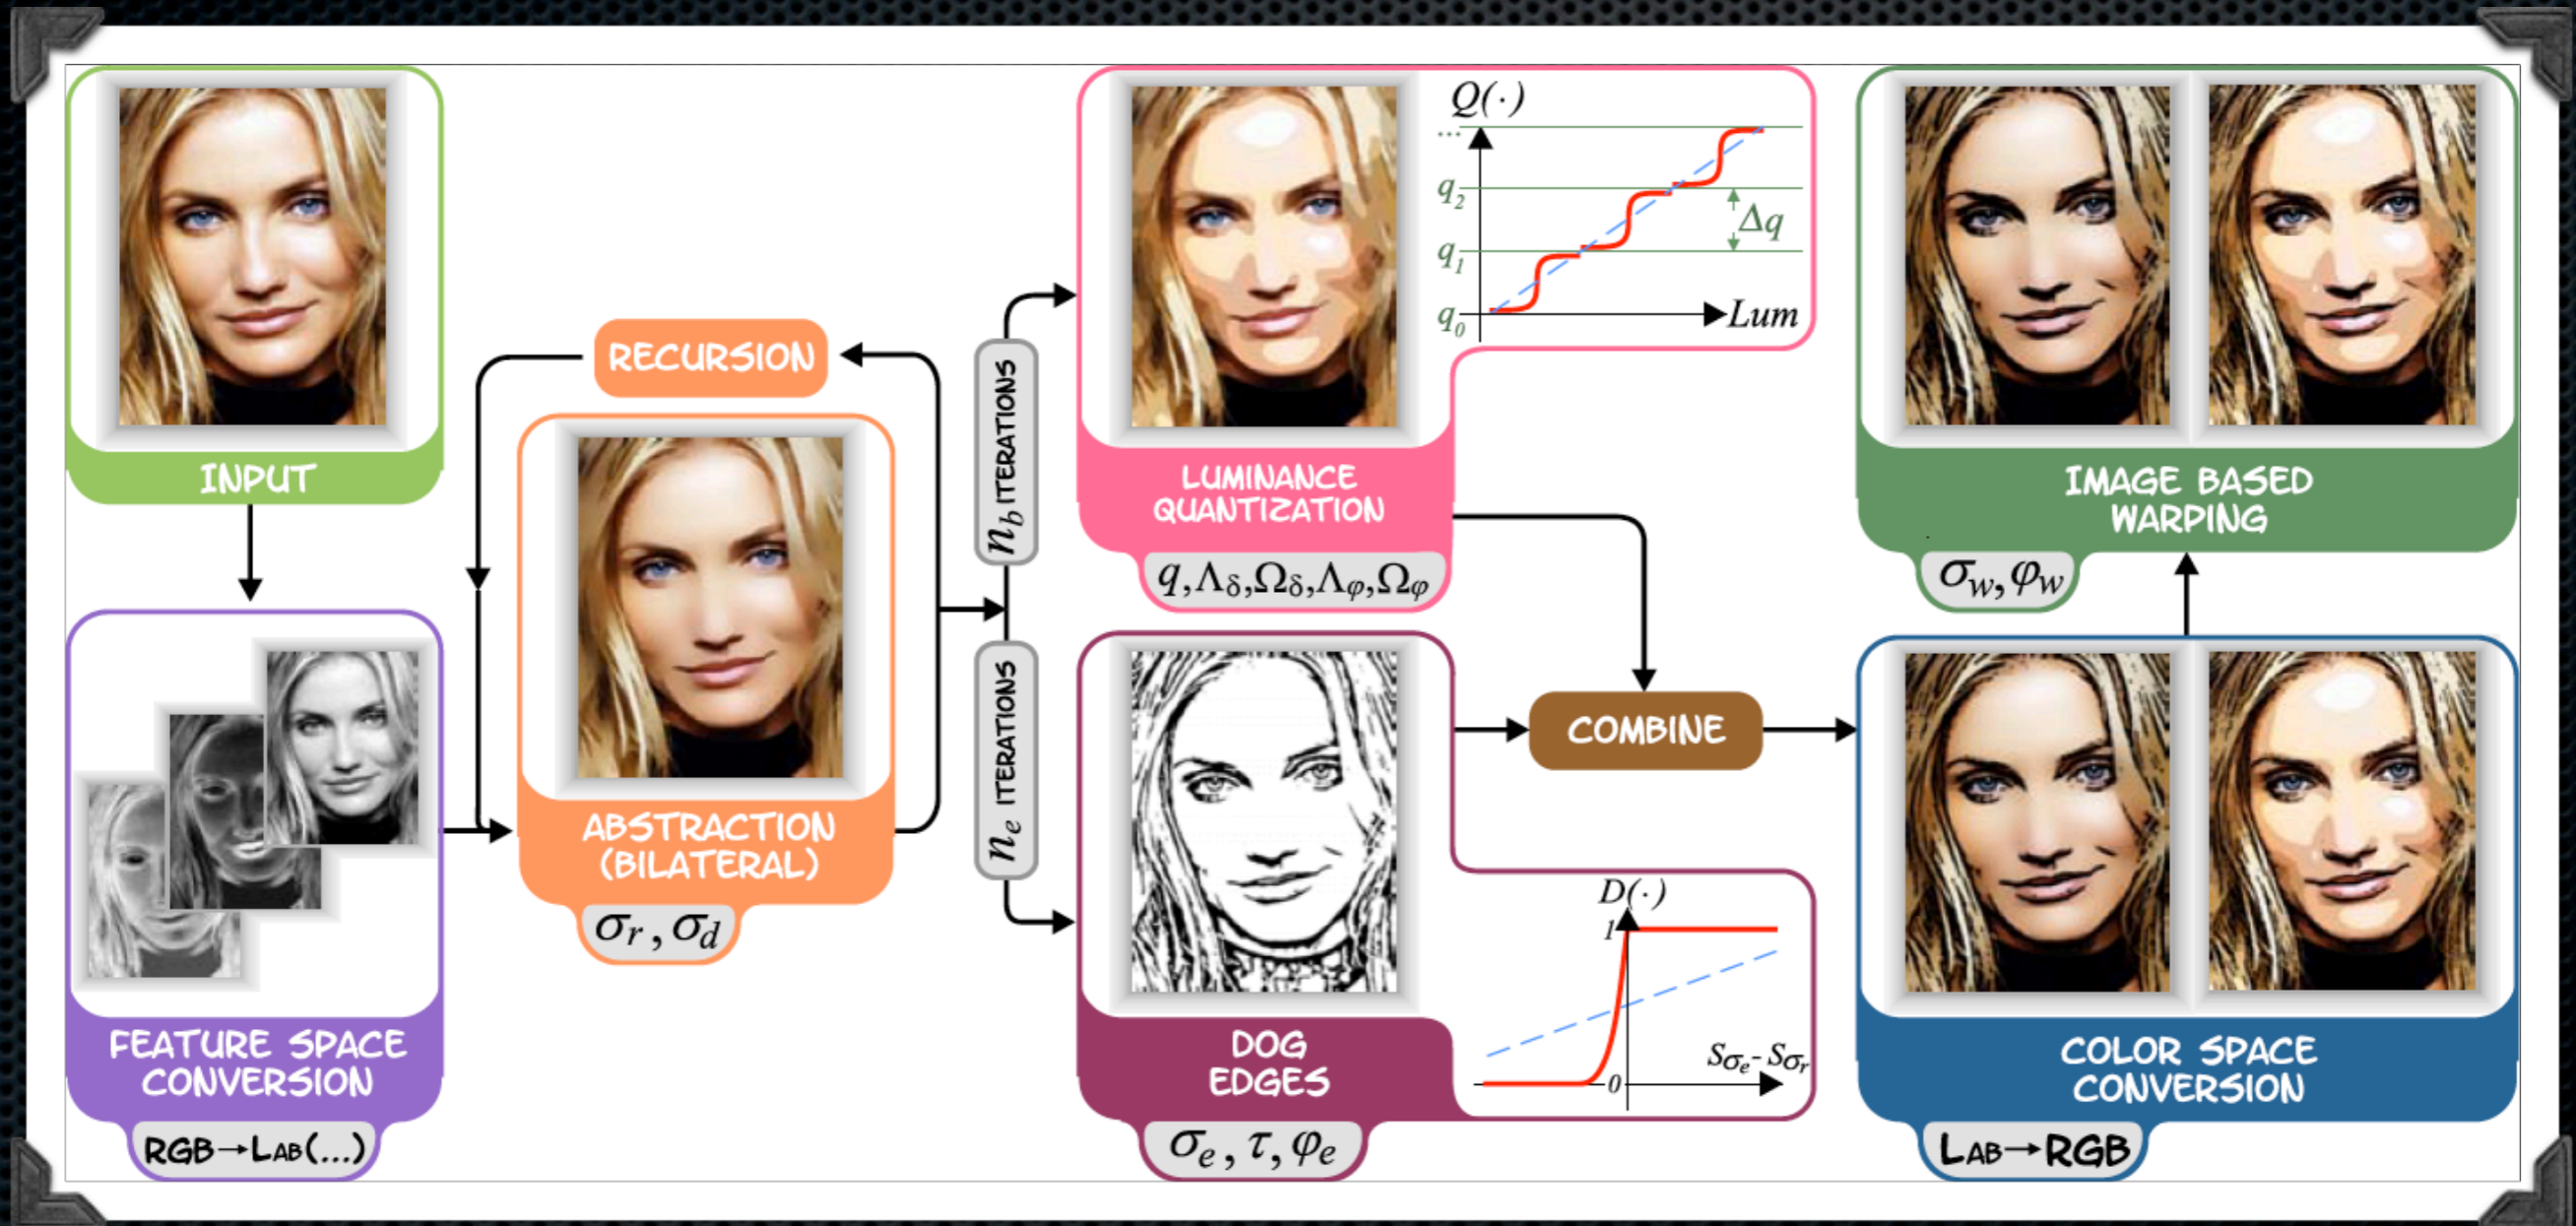 INPUT
FEATURE SPACE
CONVERSION
RGB→LAB(...)
RECURSION
ABSTRACTION
(BILATERAL)
σr, σd
nb ITERATIONS
ne ITERATIONS
LUMINANCE
QUANTIZATION
q,Λδ,Ωδ,Λφ,Ωφ
Q(·)
...
q2
Δq
q1
q0
Lum
DOG
EDGES
σe, τ, φe
D(·)
1
Sσe- Sσr
0
COMBINE
IMAGE BASED
WARPING
σw, φw
COLOR SPACE
CONVERSION
LAB→RGB